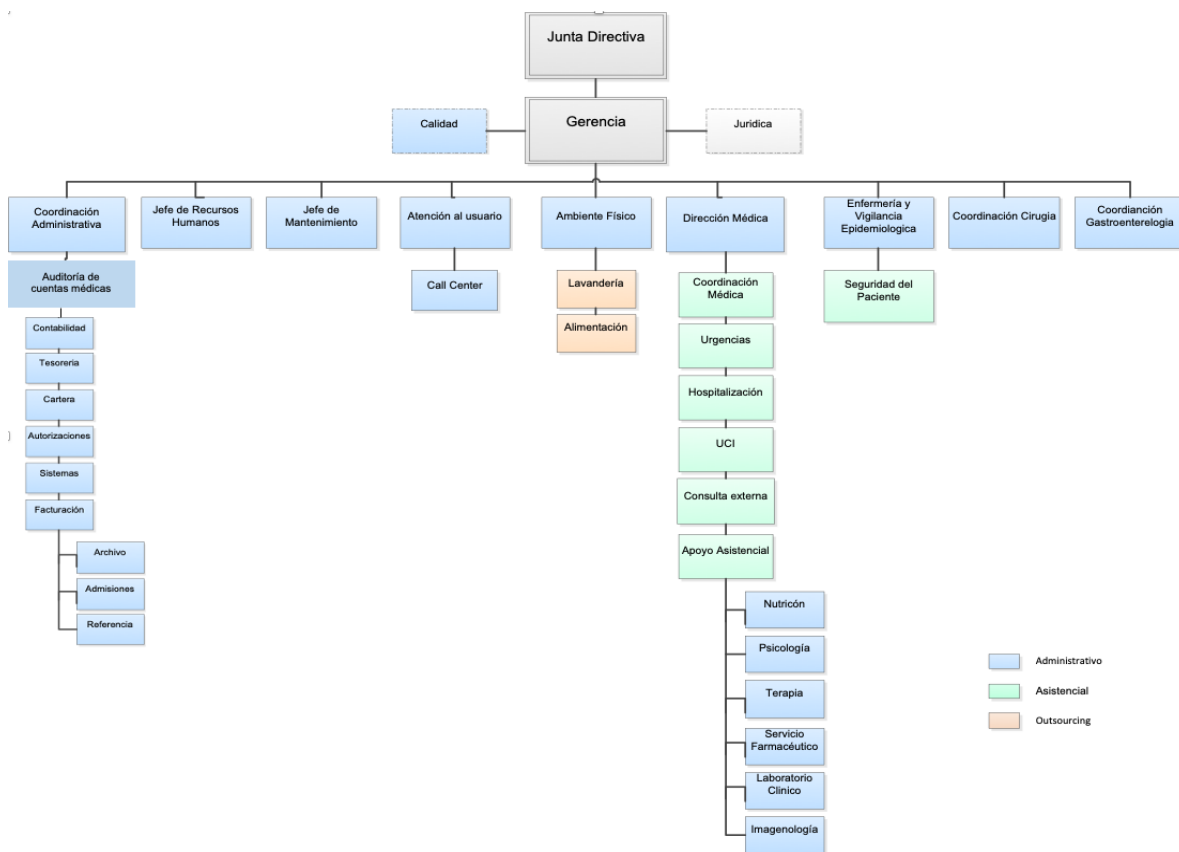 Junta Directiva
Calidad
Gerencia
Juridica
Coordinación
Administrativa
Jefe de Recursos
Humanos
Jefe de
Mantenimiento
Atención al usuario
Ambiente Físico
Dirección Médica
Enfermería y
Vigilancia
Epidemiologica
Coordinación Cirugia
Coordianción
Gastroenterelogia
Auditoría de
cuentas médicas
Call Center
Lavandería
Coordinación
Médica
Seguridad del
Paciente
Contabilidad
Alimentación
Urgencias
Tesoreria
Cartera
Hospitalización
Autorizaciones
UCI
Sistemas
Consulta externa
Facturación
Apoyo Asistencial
Archivo
Admisiones
Referencia
Nutricón
Psicología
Terapia
Servicio
Farmacéutico
Laboratorio
Clínico
Imagenología
Administrativo
Asistencial
Outsourcing